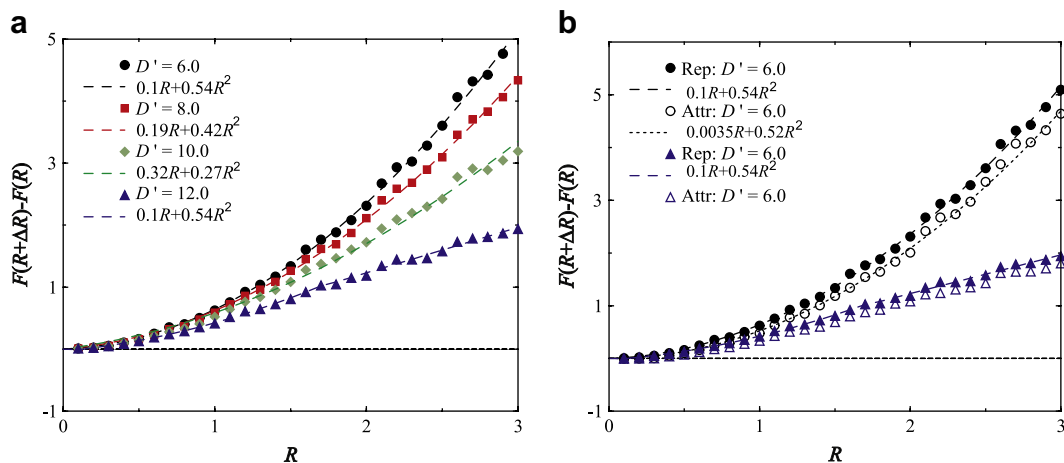 a
5
3
1
-1
F(R+ΔR)-F(R)
D' = 6.0
0.1R+0.54R²
D' = 8.0
0.19R+0.42R²
D' = 10.0
0.32R+0.27R²
D' = 12.0
0.1R+0.54R²
0 1 2 3
R
b
5
3
1
-1
F(R+ΔR)-F(R)
Rep: D' = 6.0
0.1R+0.54R²
Attr: D' = 6.0
0.0035R+0.52R²
Rep: D' = 6.0
0.1R+0.54R²
Attr: D' = 6.0
0 1 2 3
R